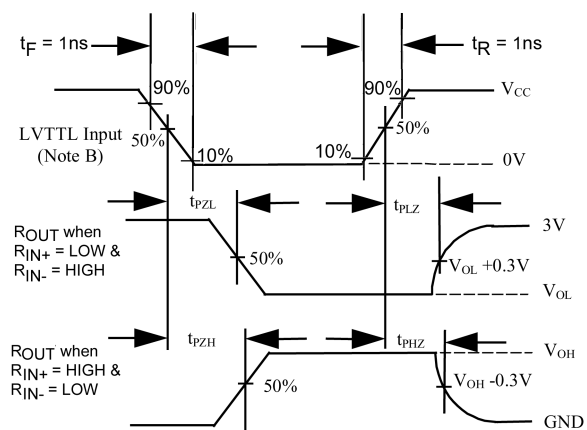 tF = 1ns
tR = 1ns
90%
90%
VCC
LVTTL Input
(Note B)
50%
50%
10%
10%
0V
tPZL
tPLZ
ROUT when
RIN+ = LOW &
RIN- = HIGH
3V
50%
VOL +0.3V
VOL
tPZH
tPHZ
ROUT when
RIN+ = HIGH &
RIN- = LOW
VOH
50%
VOH -0.3V
GND